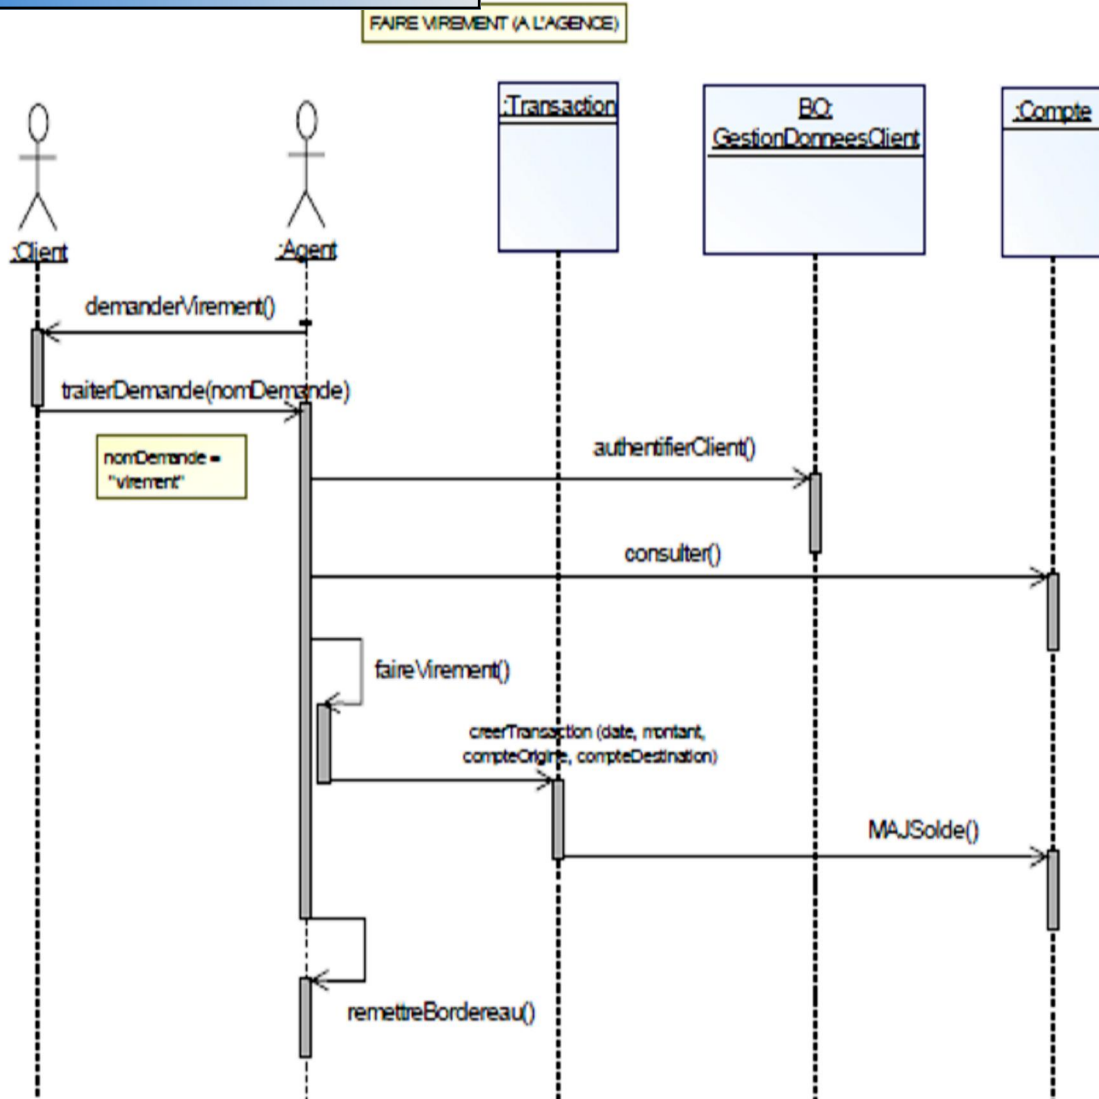 FAIRE VIREMENT (A L'AGENCE)
:Transaction
BO:
GestionDonneesClient
:Compte
:Client
:Agent
demanderVirement()
traiterDemande(nomDemande)
nomDemande =
"virement"
authentifierClient()
consulter()
faireVirement()
creerTransaction (date, montant,
compteOrigine, compteDestination)
MAJSolde()
remettreBordereau()